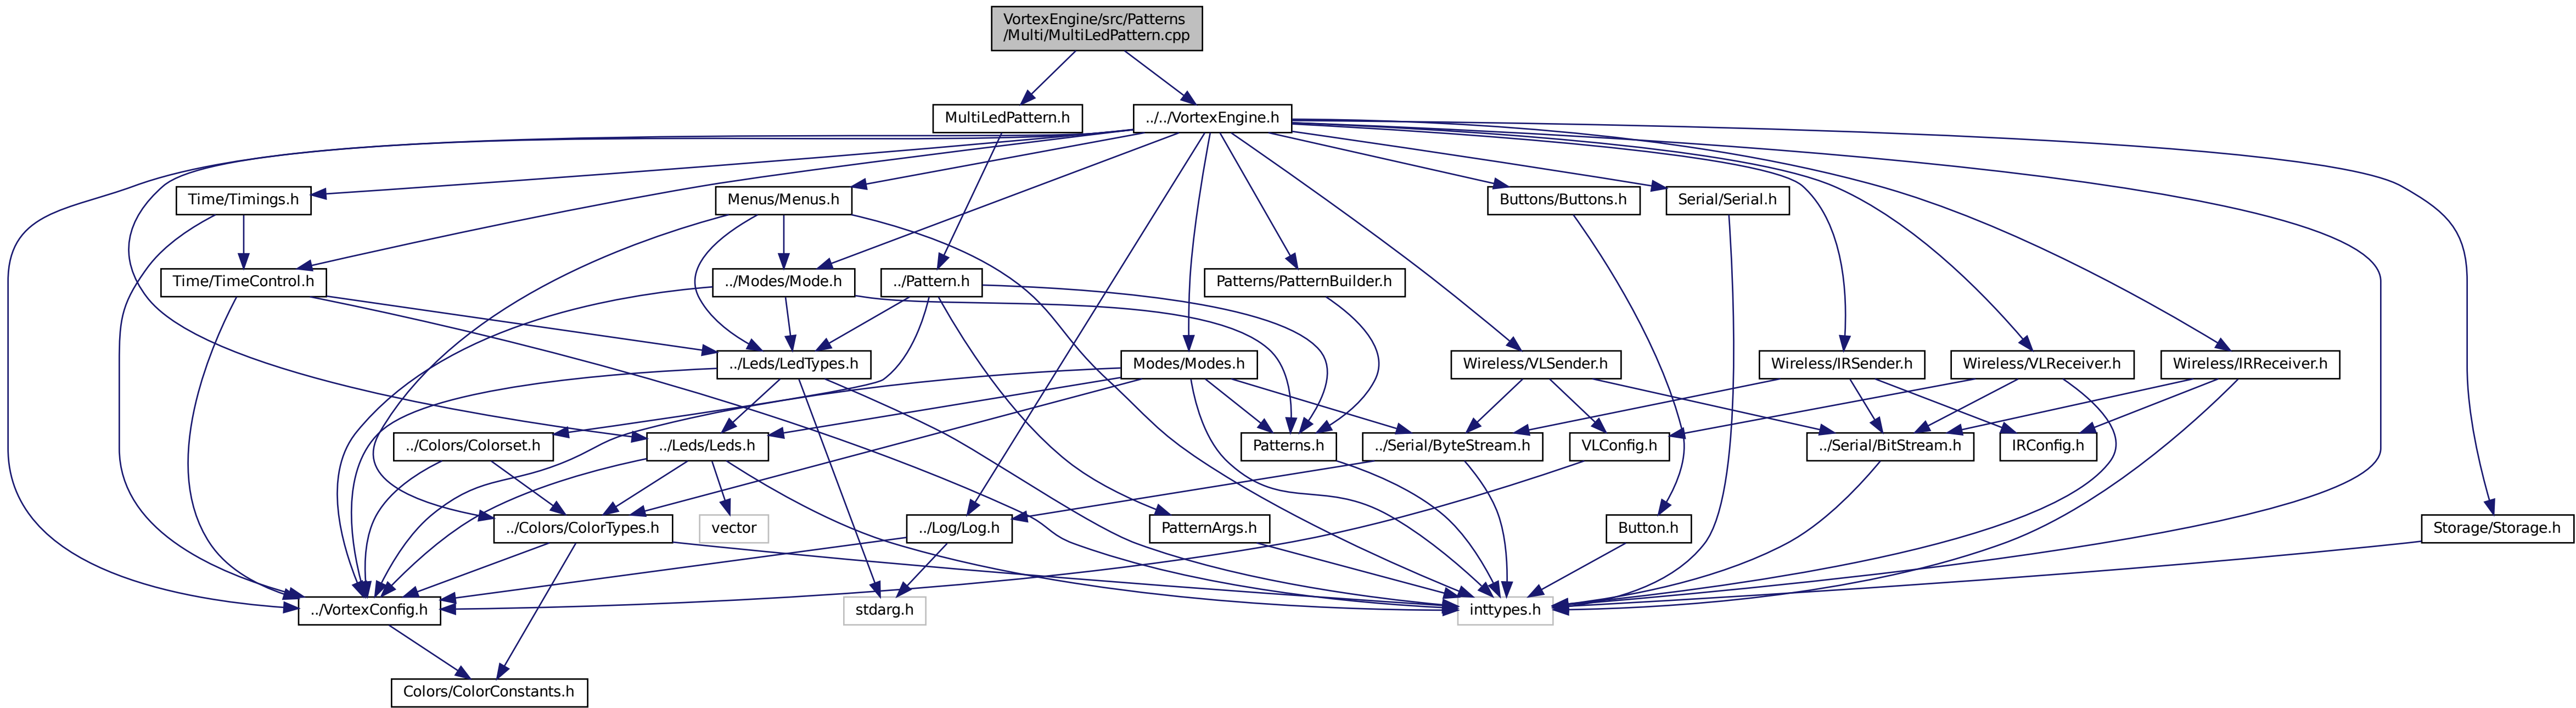 VortexEngine/src/Patterns
/Multi/MultiLedPattern.cpp
MultiLedPattern.h
../../VortexEngine.h
Time/Timings.h
Menus/Menus.h
Buttons/Buttons.h
Serial/Serial.h
Time/TimeControl.h
../Modes/Mode.h
../Pattern.h
Patterns/PatternBuilder.h
../Leds/LedTypes.h
Modes/Modes.h
Wireless/VLSender.h
Wireless/IRSender.h
Wireless/VLReceiver.h
Wireless/IRReceiver.h
../Colors/Colorset.h
../Leds/Leds.h
Patterns.h
../Serial/ByteStream.h
VLConfig.h
../Serial/BitStream.h
IRConfig.h
../Colors/ColorTypes.h
vector
../Log/Log.h
PatternArgs.h
Button.h
Storage/Storage.h
../VortexConfig.h
stdarg.h
inttypes.h
Colors/ColorConstants.h